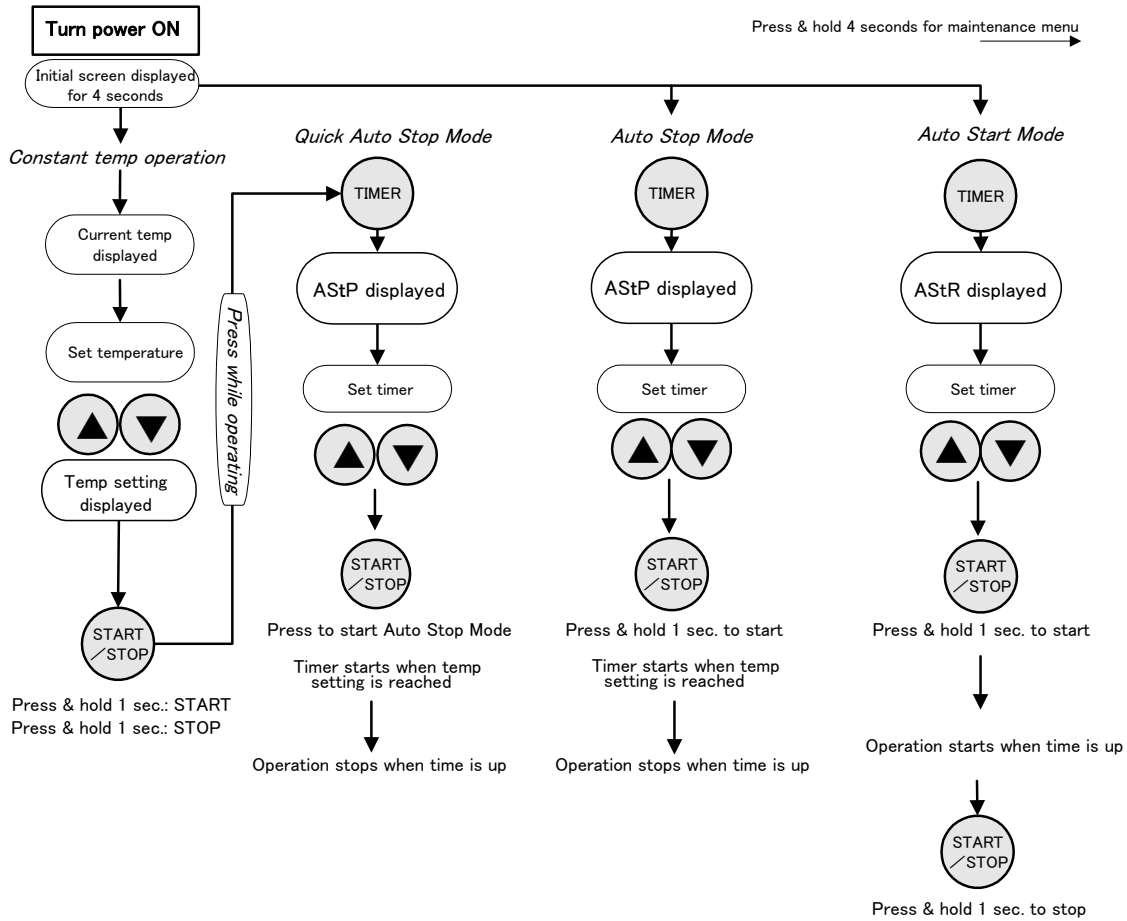 Turn power ON
Press & hold 4 seconds for maintenance menu
Initial screen displayed
for 4 seconds
Constant temp operation
Current temp
displayed
Set temperature
Temp setting
displayed
START
／STOP
Press & hold 1 sec.: START
Press & hold 1 sec.: STOP
Press while operating
Quick Auto Stop Mode
TIMER
AStP displayed
Set timer
START
／STOP
Press to start Auto Stop Mode
Timer starts when temp
setting is reached
Operation stops when time is up
Auto Stop Mode
TIMER
AStP displayed
Set timer
START
／STOP
Press & hold 1 sec. to start
Timer starts when temp
setting is reached
Operation stops when time is up
Auto Start Mode
TIMER
AStR displayed
Set timer
START
／STOP
Press & hold 1 sec. to start
Operation starts when time is up
START
／STOP
Press & hold 1 sec. to stop